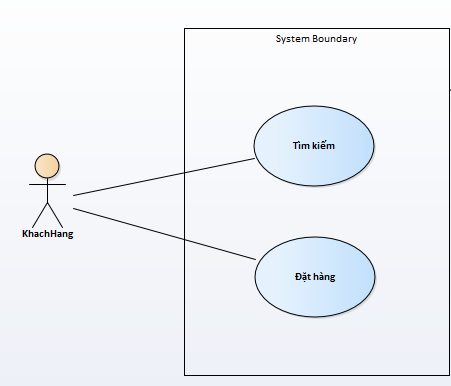 System Boundary
Tìm kiếm
KhachHang
Đặt hàng